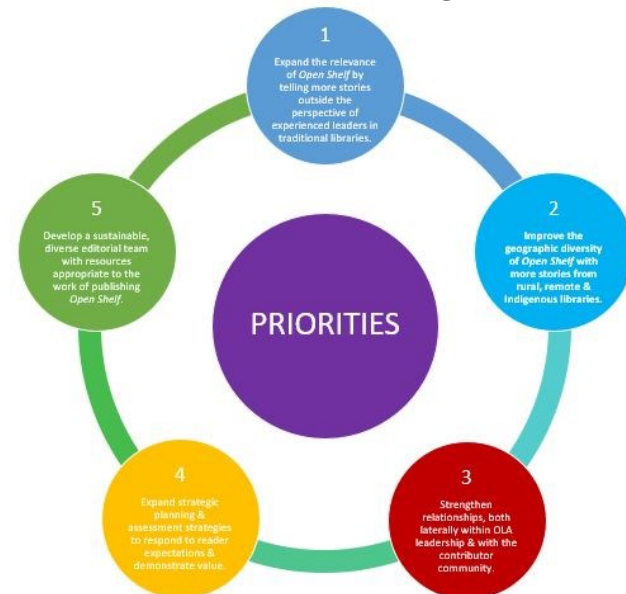 1
Expand the relevance
of Open Shelf by
telling more stories
outside the
perspective of
experienced leaders in
traditional libraries.
2
Improve the
geographic diversity
of Open Shelf with
more stories from
rural, remote &
Indigenous libraries.
3
Strengthen
relationships, both
laterally within OLA
leadership & with the
contributor
community.
4
Expand strategic
planning &
assessment strategies
to respond to reader
expectations &
demonstrate value.
5
Develop a sustainable,
diverse editorial team
with resources
appropriate to the
work of publishing
Open Shelf.
PRIORITIES